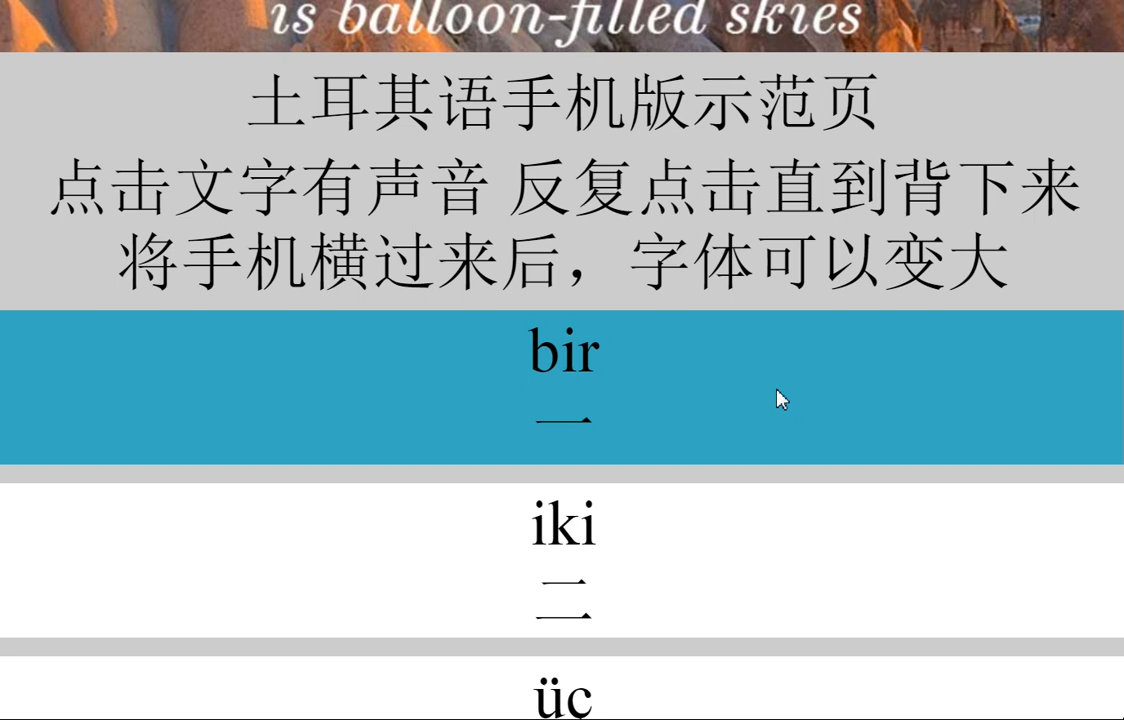 is balloon-filled skies
土耳其语手机版示范页
点击文字有声音 反复点击直到背下来
将手机横过来后，字体可以变大
bir
一
iki
二
üç